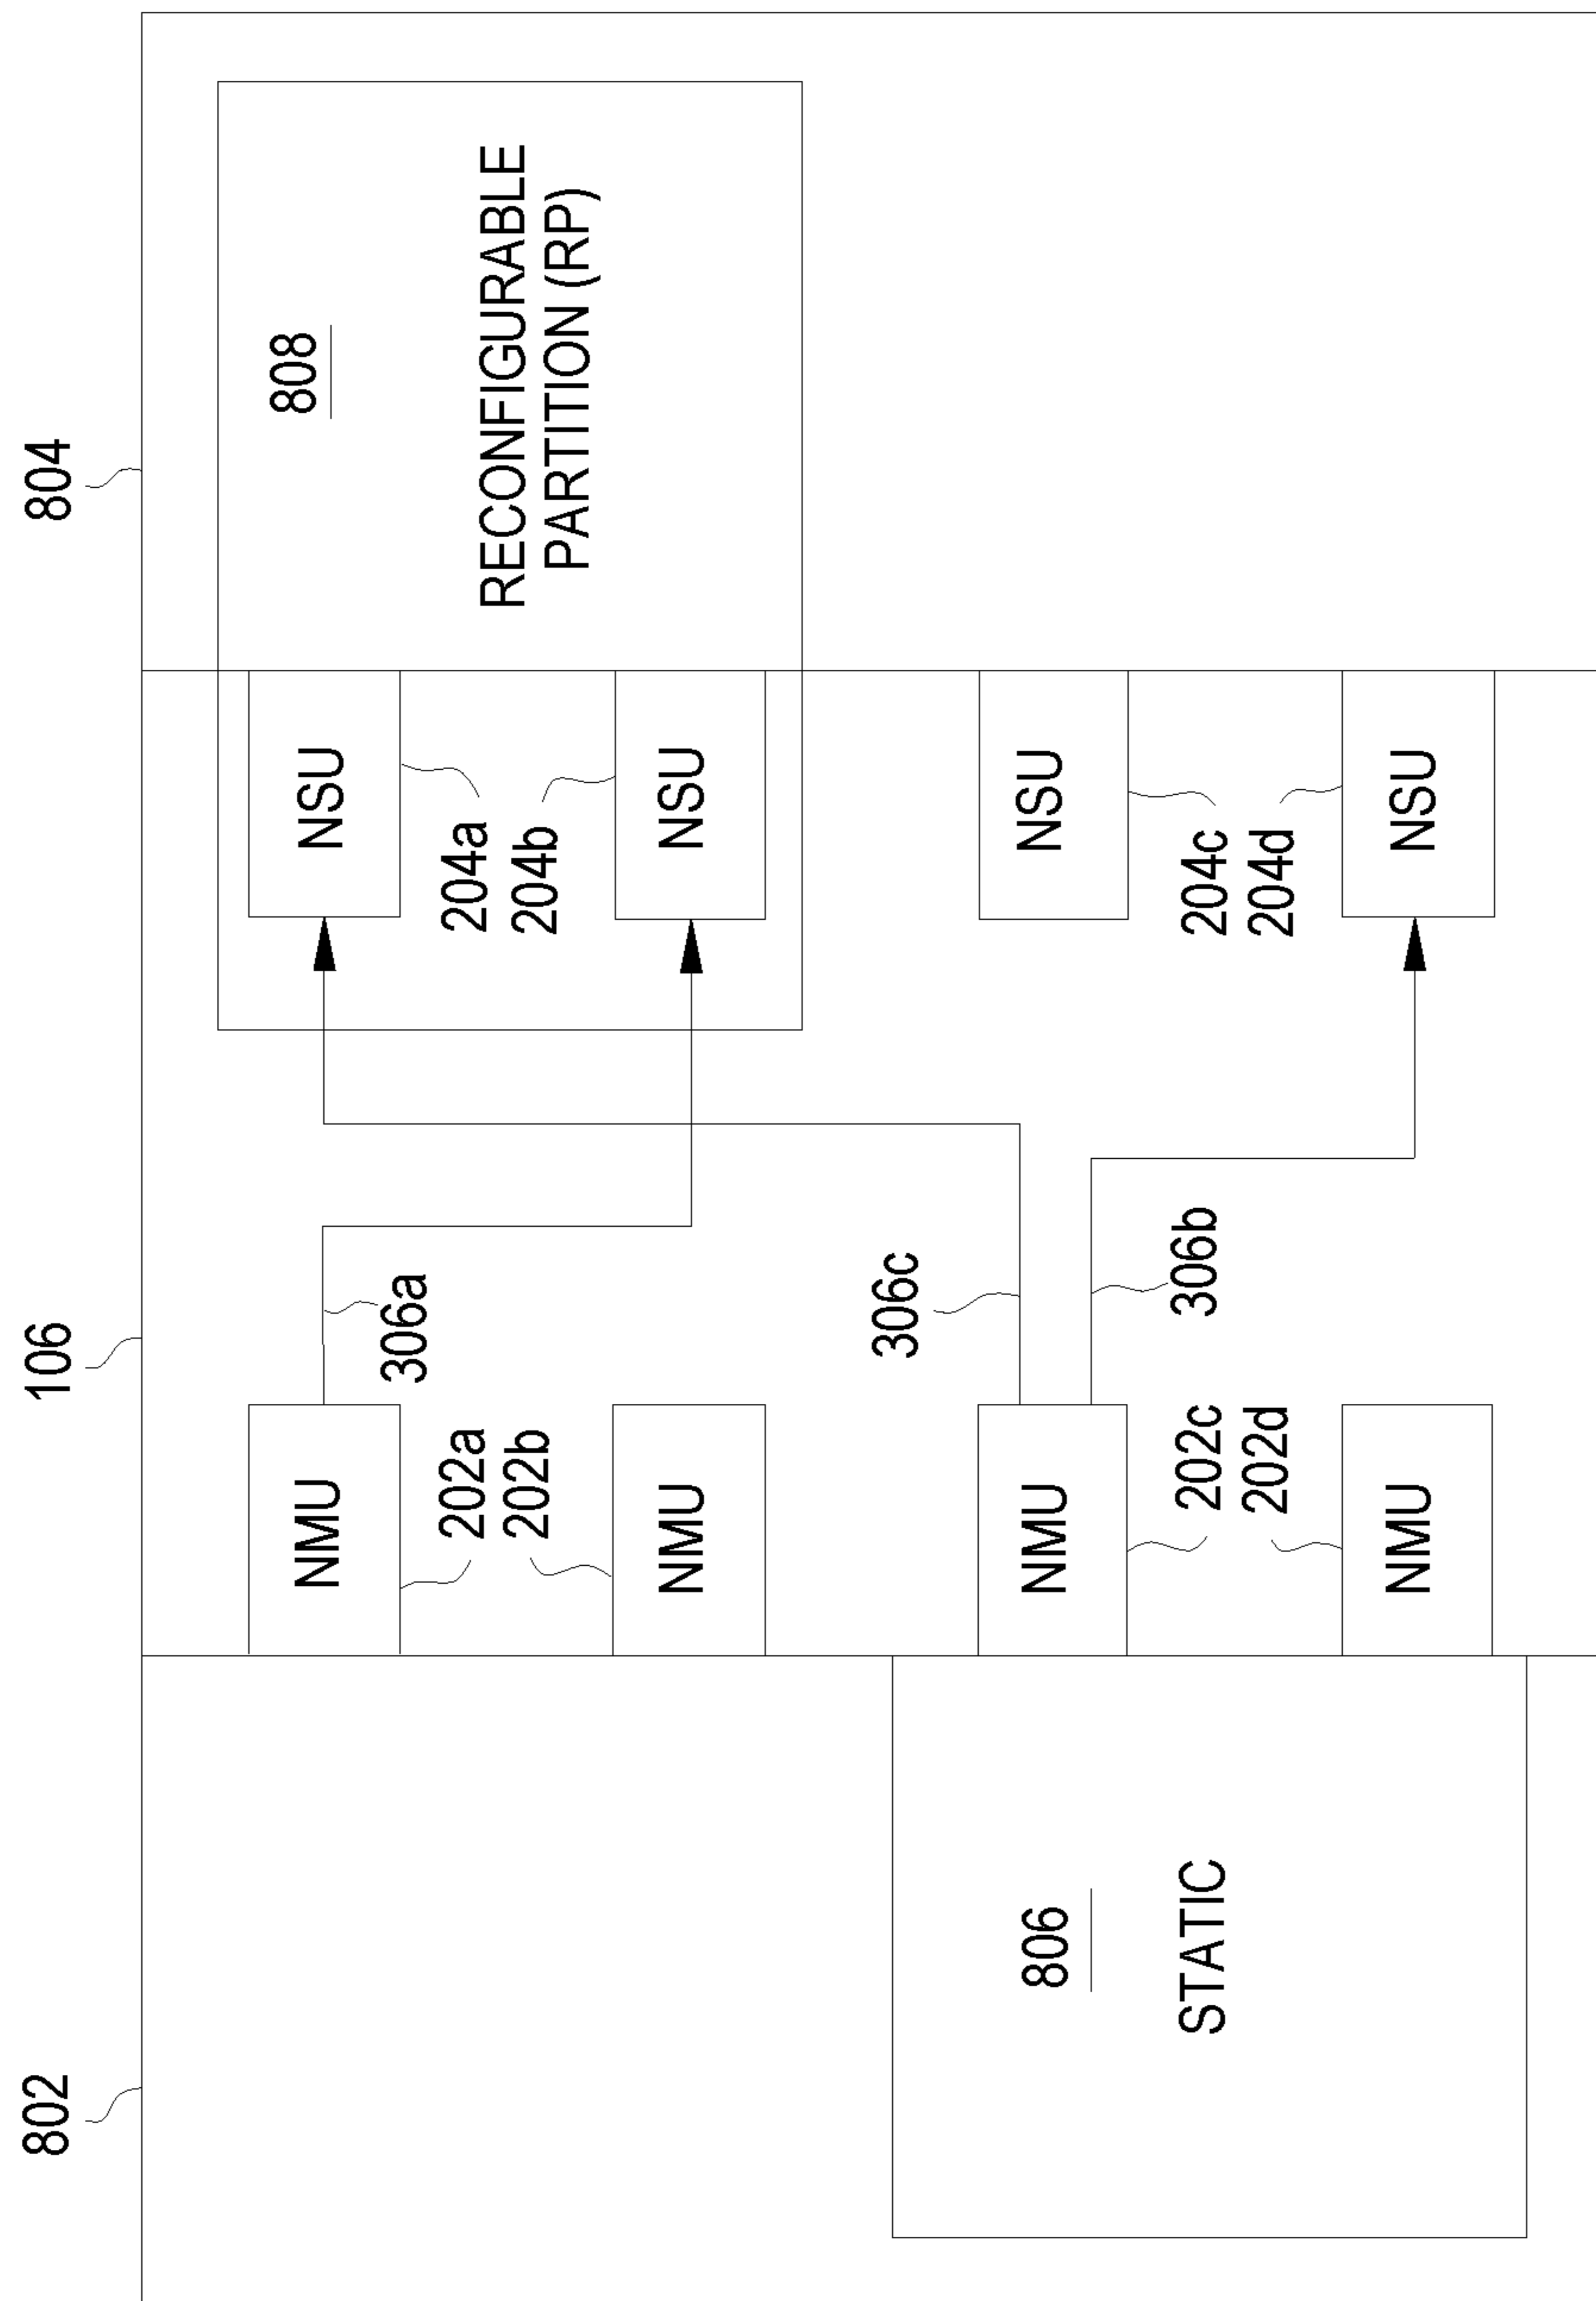 802
106
804
808
RECONFIGURABLE
PARTITION (RP)
NMU
306a
NSU
202a
204a
202b
204b
NMU
NSU
306c
806
NMU
NSU
STATIC
202c
306b
204c
202d
204d
NMU
NSU